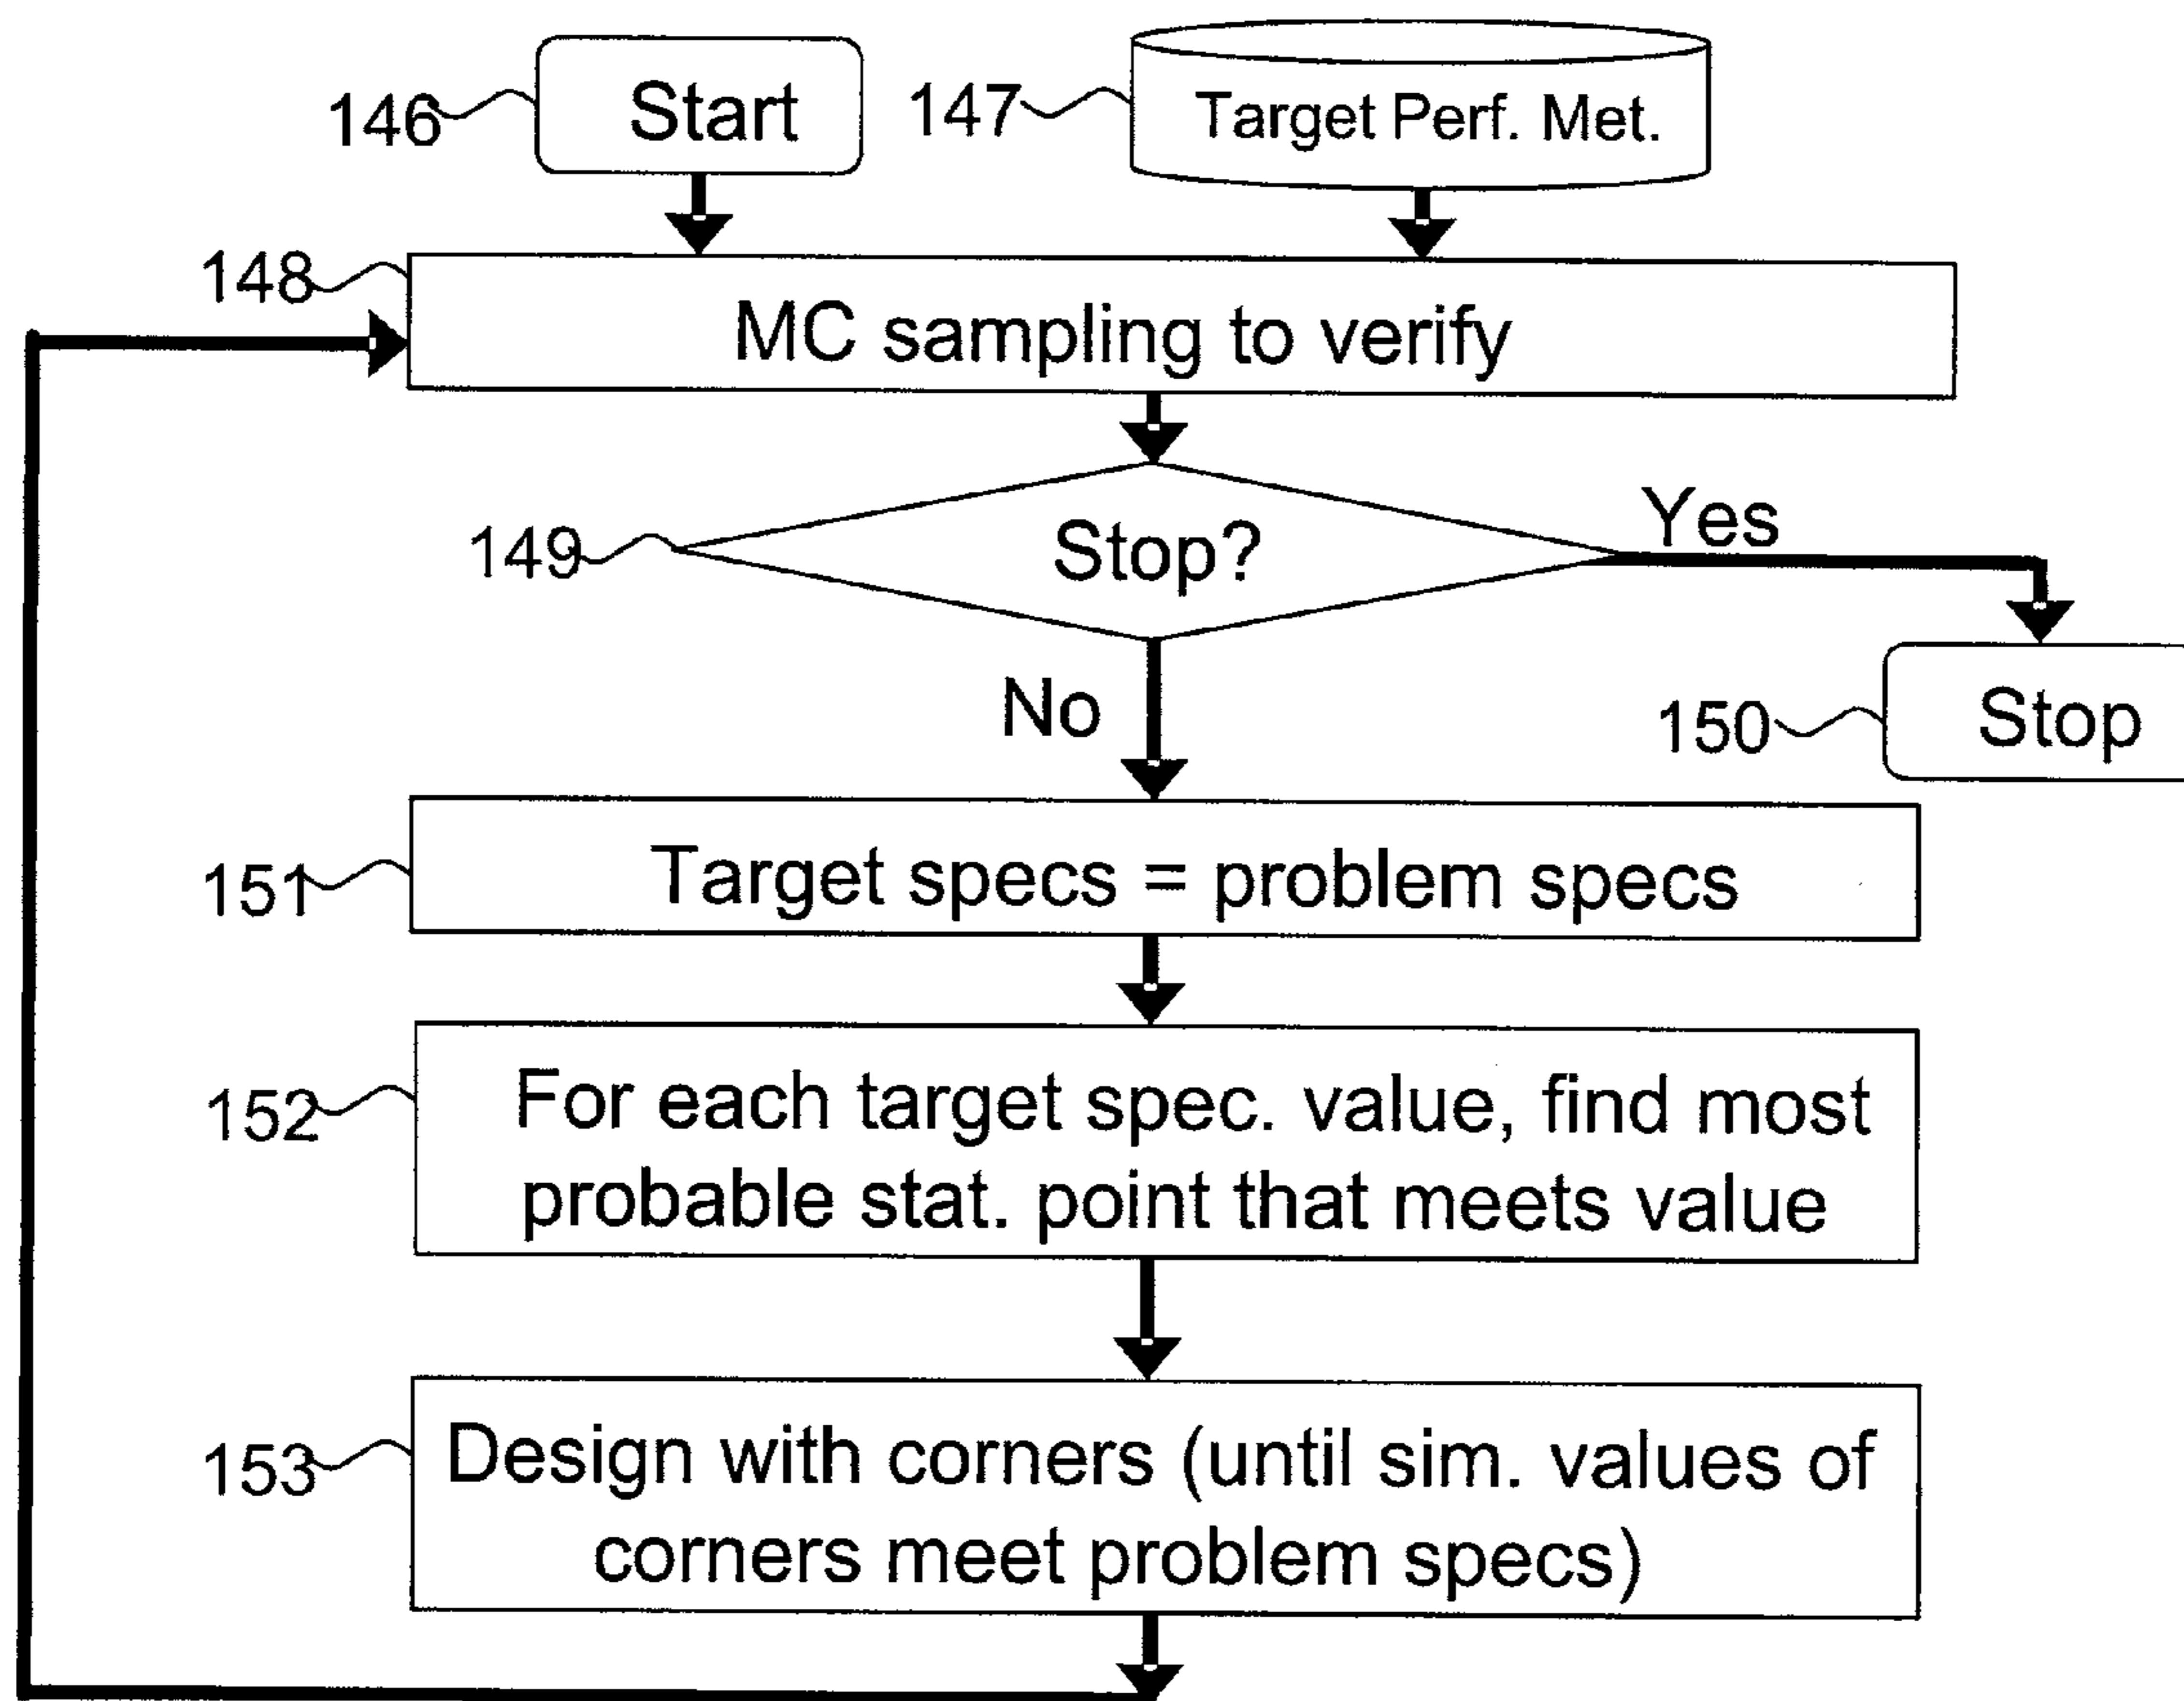 146
Start
147
Target Perf. Met.
148
MC sampling to verify
149
Stop?
Yes
No
150
Stop
151
Target specs = problem specs
152
For each target spec. value, find most
probable stat. point that meets value
153
Design with corners (until sim. values of
corners meet problem specs)